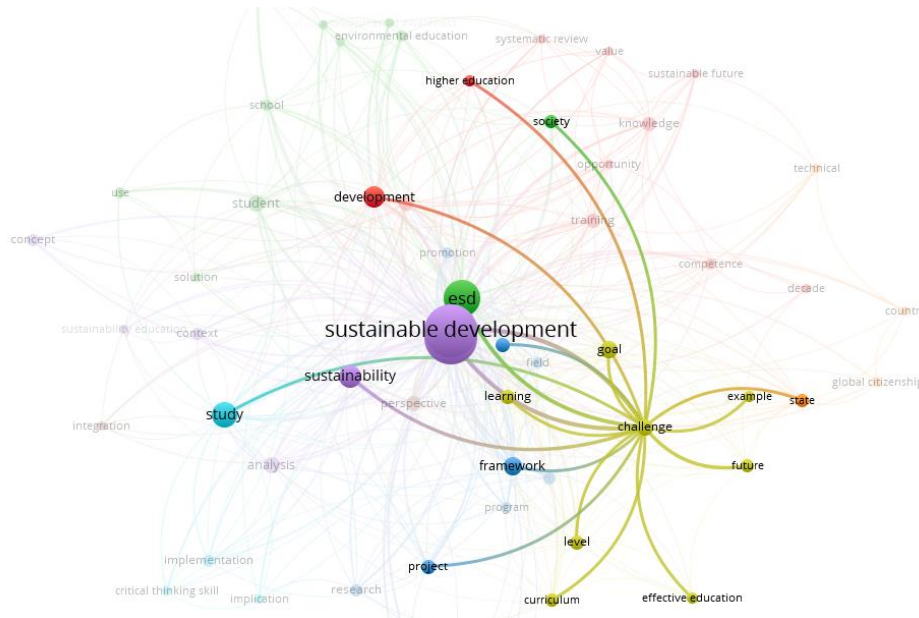 environmental education
systematic review
value
higher education
sustainable future
school
society
knowledge
opportunity
technical
use
development
student
training
concept
promotion
competence
solution
decade
esd
countr
sustainability education
context
sustainable development
goal
field
sustainability
global citizenship
learning
example
state
perspective
study
integration
challenge
analysis
framework
future
program
level
implementation
project
critical thinking skill
implication
research
curriculum
effective education